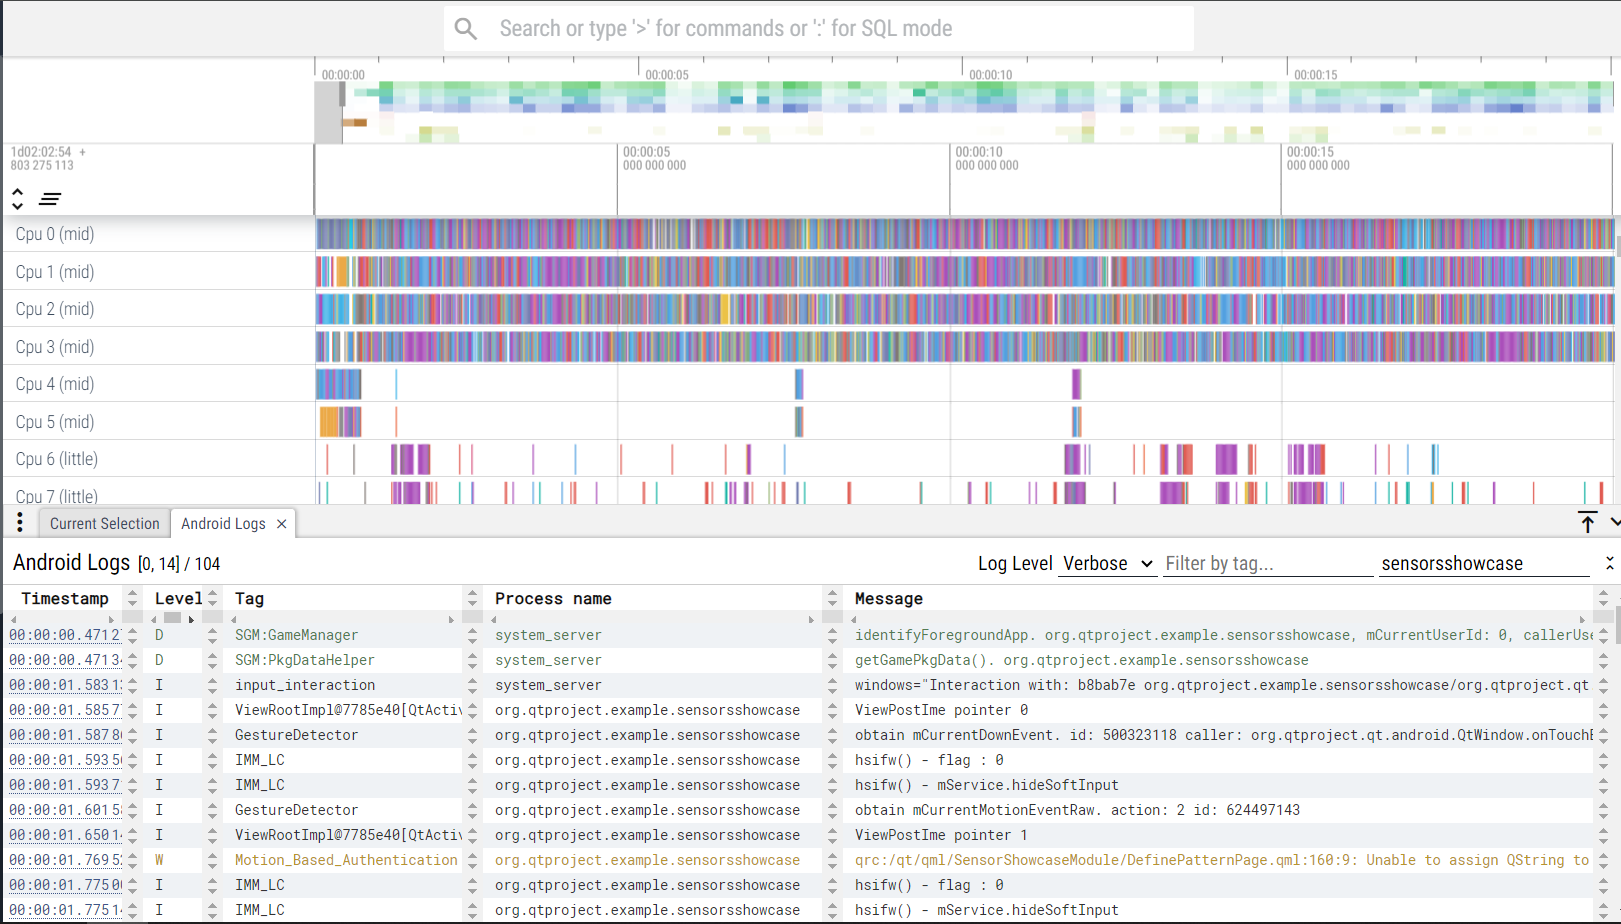 Search or type '>' for commands or ':' for SQL mode
00:00:00 00:00:05 00:00:10 00:00:15
1d02:02:54 +
803 275 113
00:00:05 00:00:10 00:00:15
000 000 000 000 000 000 000 000 000
Cpu 0 (mid)
Cpu 1 (mid)
Cpu 2 (mid)
Cpu 3 (mid)
Cpu 4 (mid)
Cpu 5 (mid)
Cpu 6 (little)
Cpu 7 (little)
Current Selection Android Logs ×
Android Logs [0, 14] / 104 Log Level Verbose Filter by tag... sensorsshowcase
Timestamp Level Tag Process name Message
00:00:00.471 D SGM:GameManager system_server identifyForegroundApp. org.qtproject.example.sensorsshowcase, mCurrentUserId: 0, callerUse
00:00:00.471 D SGM:PkgDataHelper system_server getGamePkgData(). org.qtproject.example.sensorsshowcase
00:00:01.583 I input_interaction system_server windows="Interaction with: b8bab7e org.qtproject.example.sensorsshowcase/org.qtproject.qt.
00:00:01.585 I ViewRootImpl@7785e40[QtActiv org.qtproject.example.sensorsshowcase ViewPostIme pointer 0
00:00:01.587 I GestureDetector org.qtproject.example.sensorsshowcase obtain mCurrentDownEvent. id: 500323118 caller: org.qtproject.qt.android.QtWindow.onTouchE
00:00:01.593 I IMM_LC org.qtproject.example.sensorsshowcase hsifw() - flag : 0
00:00:01.593 I IMM_LC org.qtproject.example.sensorsshowcase hsifw() - mService.hideSoftInput
00:00:01.601 I GestureDetector org.qtproject.example.sensorsshowcase obtain mCurrentMotionEventRaw. action: 2 id: 624497143
00:00:01.650 I ViewRootImpl@7785e40[QtActiv org.qtproject.example.sensorsshowcase ViewPostIme pointer 1
00:00:01.769 W Motion_Based_Authentication org.qtproject.example.sensorsshowcase qrc:/qt/qml/SensorShowcaseModule/DefinePatternPage.qml:160:9: Unable to assign QString to
00:00:01.775 I IMM_LC org.qtproject.example.sensorsshowcase hsifw() - flag : 0
00:00:01.775 I IMM_LC org.qtproject.example.sensorsshowcase hsifw() - mService.hideSoftInput